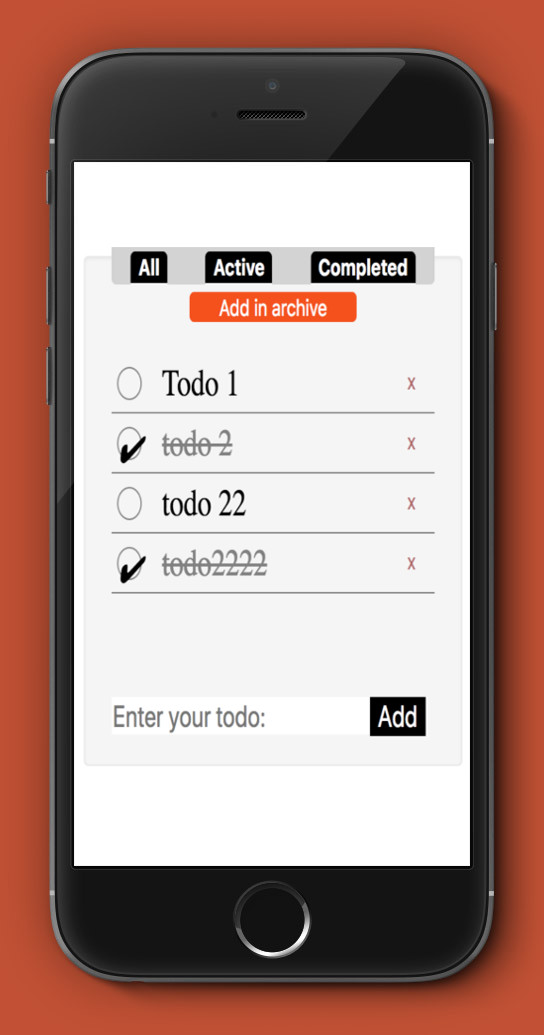 All Active Completed
Add in archive
Todo 1 x
todo 2 x
todo 22 x
todo2222 x
Enter your todo: Add